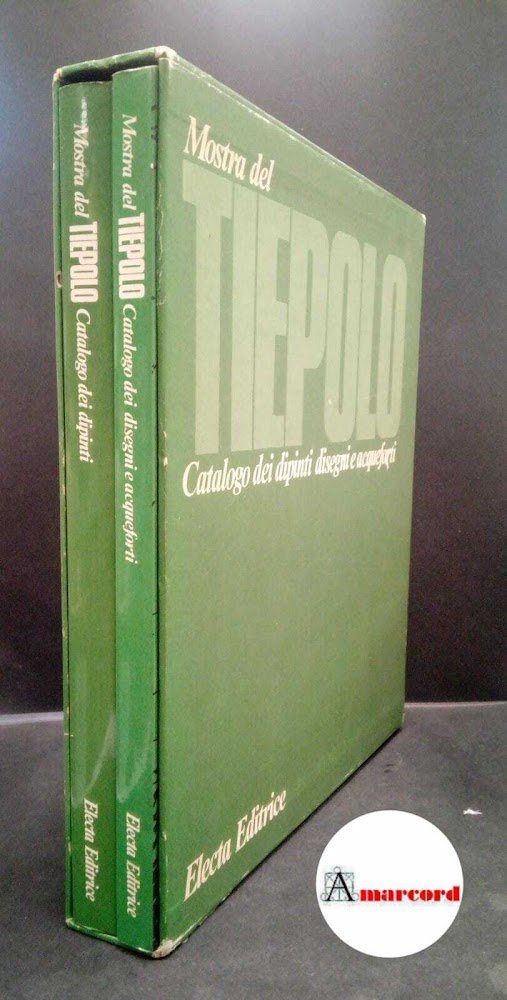 Mostra del TIEPOLO Catalogo dei dipinti
Electa Editrice
Mostra del TIEPOLO Catalogo dei disegni e acqueforti
Electa Editrice
Mostra del
TIEPOLO
Catalogo dei dipinti disegni e acqueforti
Electa Editrice
Amarcord